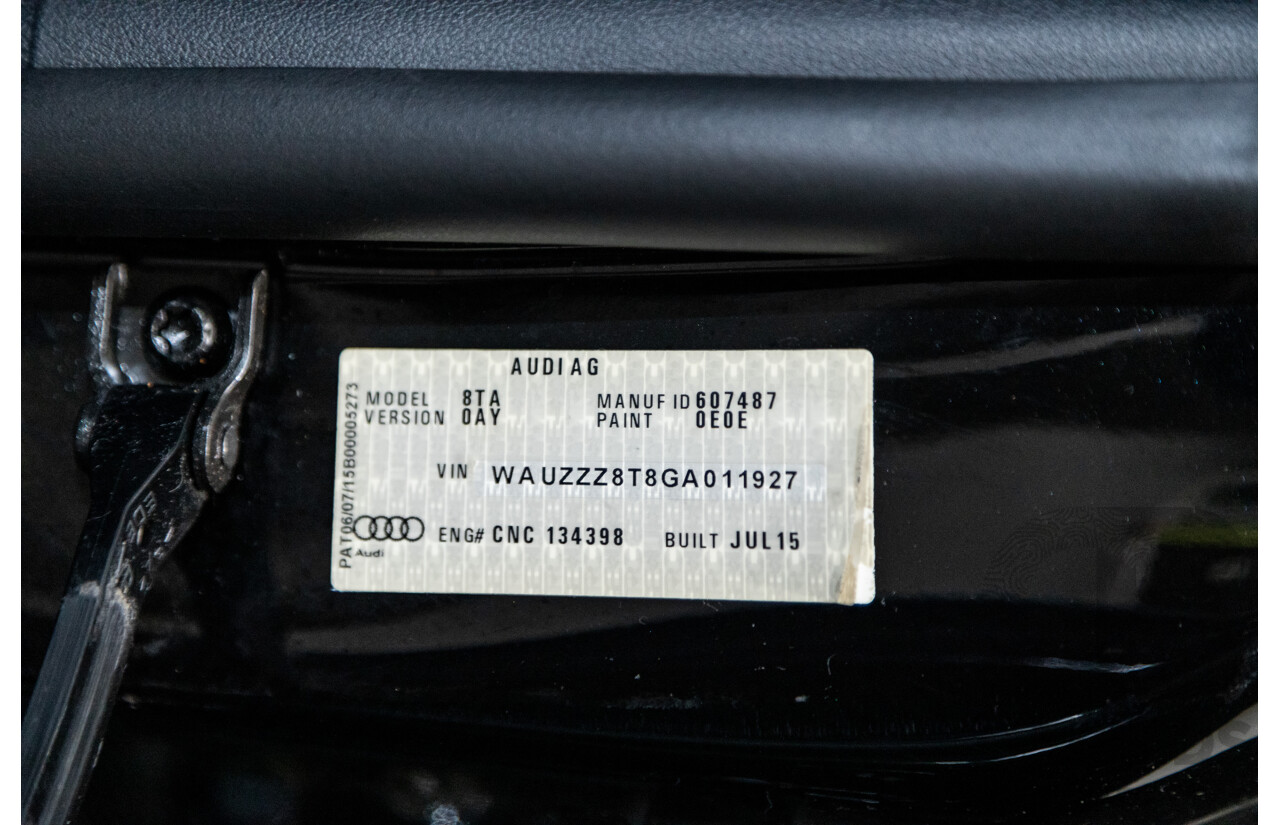 AUDI AG
MODEL 8TA MANUF ID 607487
VERSION 0AY PAINT 0E0E
VIN WAUZZZ8T8GA011927
ENG# CNC 134398 BUILT JUL15
Audi
PAT06/07/15B00005273